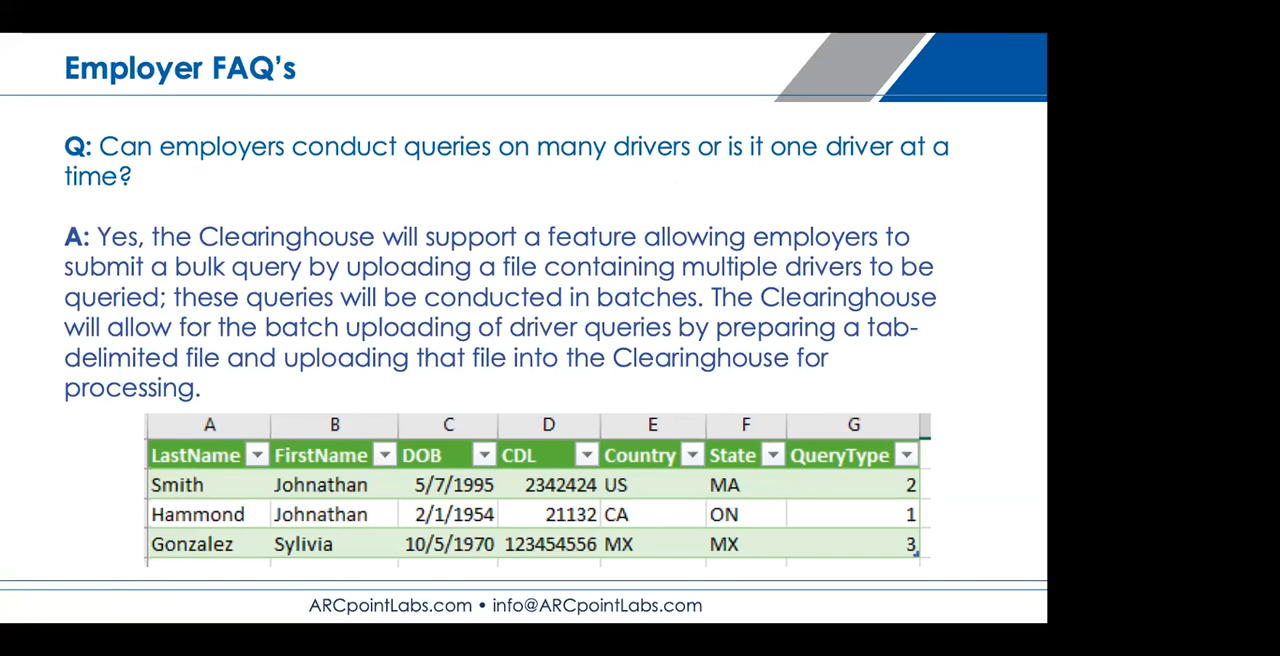 Employer FAQ's
Q: Can employers conduct queries on many drivers or is it one driver at a
time?
A: Yes, the Clearinghouse will support a feature allowing employers to
submit a bulk query by uploading a file containing multiple drivers to be
queried; these queries will be conducted in batches. The Clearinghouse
will allow for the batch uploading of driver queries by preparing a tab-
delimited file and uploading that file into the Clearinghouse for
processing.
A B C D E F G
LastName FirstName DOB CDL Country State QueryType
Smith Johnathan 5/7/1995 2342424 US MA 2
Hammond Johnathan 2/1/1954 21132 CA ON 1
Gonzalez Sylivia 10/5/1970 123454556 MX MX 3
ARCpointLabs.com • info@ARCpointLabs.com